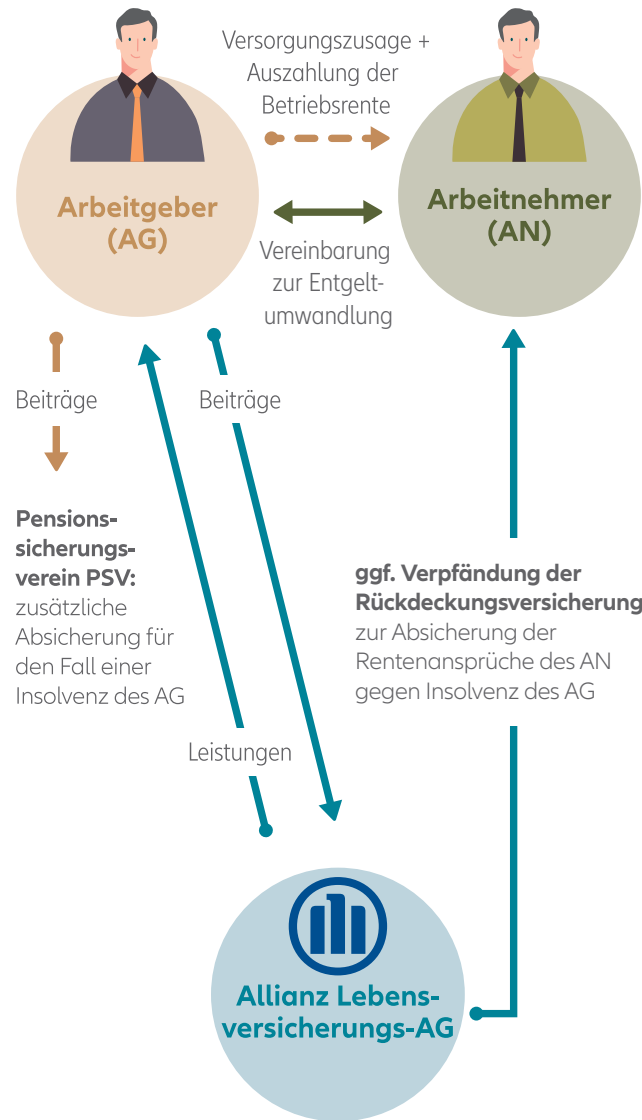 Versorgungszusage +
Auszahlung der
Betriebsrente
Arbeitgeber
(AG)
Arbeitnehmer
(AN)
Vereinbarung
zur Entgelt-
umwandlung
Beiträge
Beiträge
Pensions-
sicherungs-
verein PSV:
zusätzliche
Absicherung für
den Fall einer
Insolvenz des AG
ggf. Verpfändung der
Rückdeckungsversicherung
zur Absicherung der
Rentenansprüche des AN
gegen Insolvenz des AG
Leistungen
Allianz Lebens-
versicherungs-AG